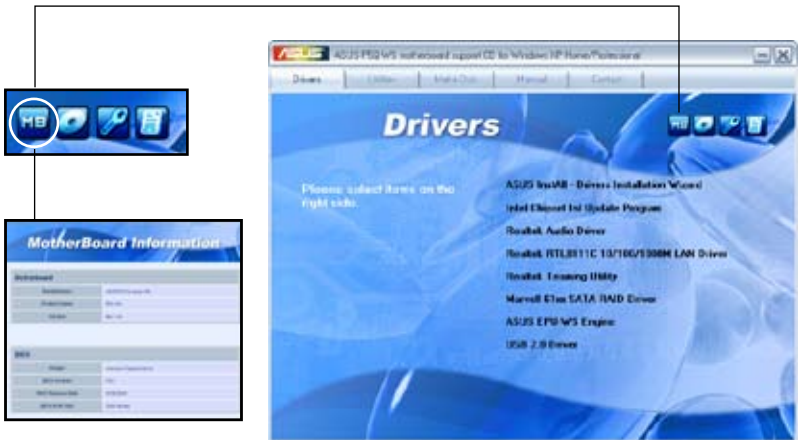 ASUS
ASUS P5Q-WS motherboard support CD for Windows XP Home/Professional
Drivers
Utilities
Make Disk
Manual
Contact
MB
Drivers
MB
Please select items on the
right side.
ASUS InstAll - Drivers Installation Wizard
Intel Chipset Inf Update Program
Realtek Audio Driver
Realtek RTL8111C 10/100/1000M LAN Driver
Realtek Teaming Utility
Marvell 61xx SATA RAID Driver
ASUS EPU-WS Engine
USB 2.0 Driver
MotherBoard Information
Motherboard
BIOS